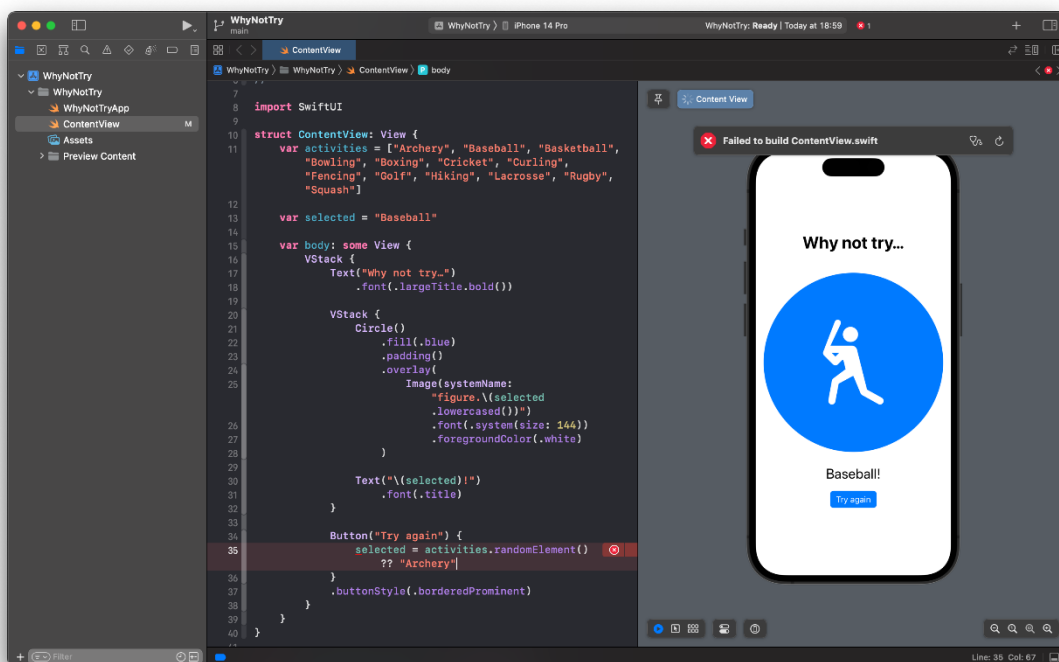 WhyNotTry
main
WhyNotTry
iPhone 14 Pro
WhyNotTry: Ready | Today at 18:59
1
ContentView
WhyNotTry
WhyNotTry
ContentView
P
body
WhyNotTry
WhyNotTry
WhyNotTryApp
ContentView
M
Assets
Preview Content
7
8 import SwiftUI
9
10 struct ContentView: View {
11 var activities = ["Archery", "Baseball", "Basketball",
"Bowling", "Boxing", "Cricket", "Curling",
"Fencing", "Golf", "Hiking", "Lacrosse", "Rugby",
"Squash"]
12
13 var selected = "Baseball"
14
15 var body: some View {
16 VStack {
17 Text("Why not try…")
18 .font(.largeTitle.bold())
19
20 VStack {
21 Circle()
22 .fill(.blue)
23 .padding()
24 .overlay(
25 Image(systemName:
"figure.\(selected
.lowercased())")
26 .font(.system(size: 144))
27 .foregroundColor(.white)
28 )
29
30 Text("\(selected)!")
31 .font(.title)
32 }
33
34 Button("Try again") {
35 selected = activities.randomElement()
?? "Archery"
36 }
37 .buttonStyle(.borderedProminent)
38 }
39 }
40 }
Content View
Failed to build ContentView.swift
Why not try…
Baseball!
Try again
Filter
Line: 35 Col: 67